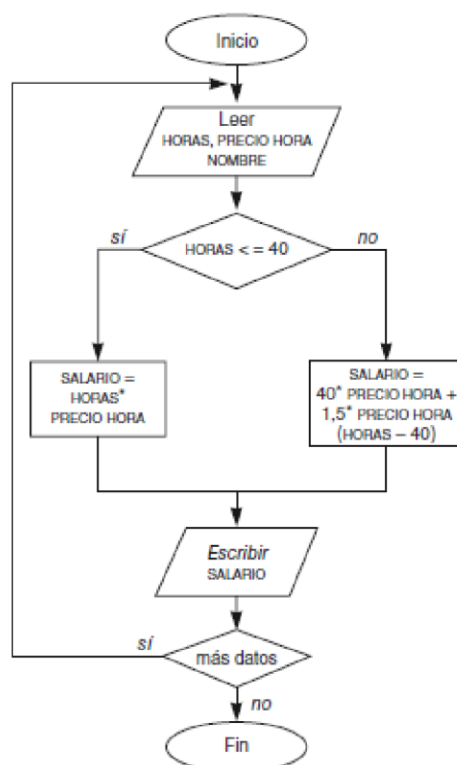 Inicio
Leer
HORAS, PRECIO HORA
NOMBRE
sí
HORAS < = 40
no
SALARIO =
HORAS*
PRECIO HORA
SALARIO =
40* PRECIO HORA +
1,5* PRECIO HORA
(HORAS – 40)
Escribir
SALARIO
sí
más datos
no
Fin